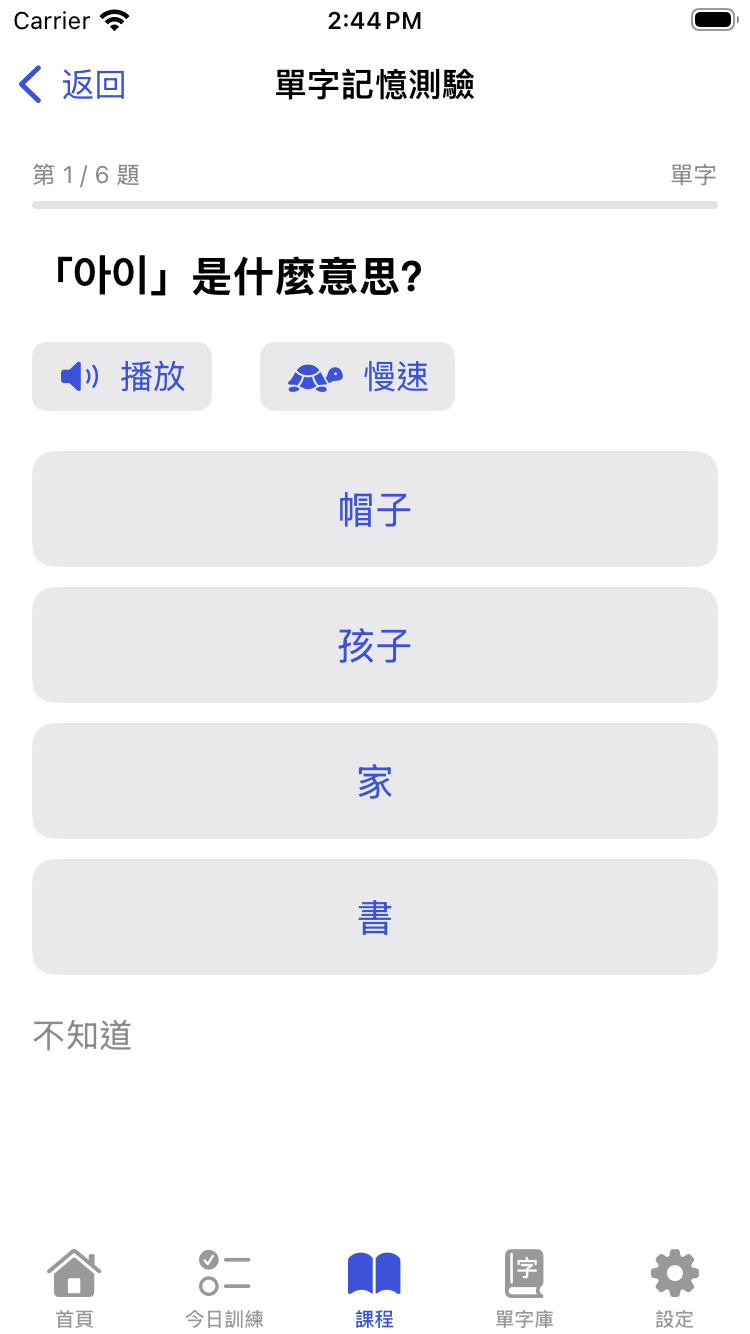 Carrier 2:44 PM
返回 單字記憶測驗
第 1 / 6 題 單字
「아이」是什麼意思?
播放 慢速
帽子
孩子
家
書
不知道
字
首頁 今日訓練 課程 單字庫 設定